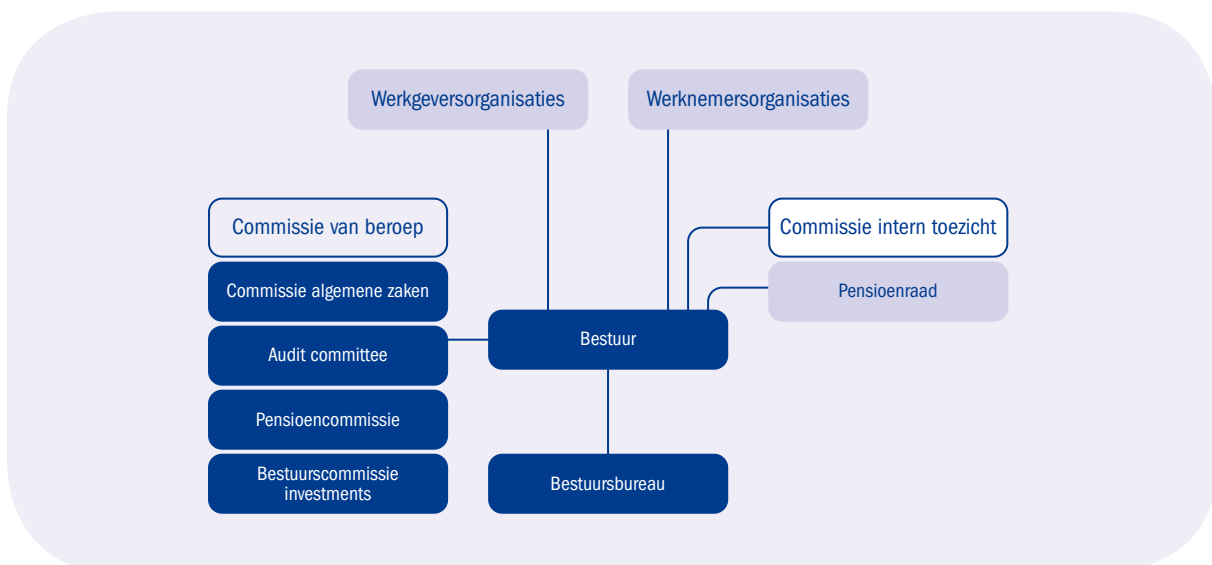 Werkgeversorganisaties
Werknemersorganisaties
Commissie van beroep
Commissie intern toezicht
Commissie algemene zaken
Pensioenraad
Bestuur
Audit committee
Pensioencommissie
Bestuurscommissie
investments
Bestuursbureau